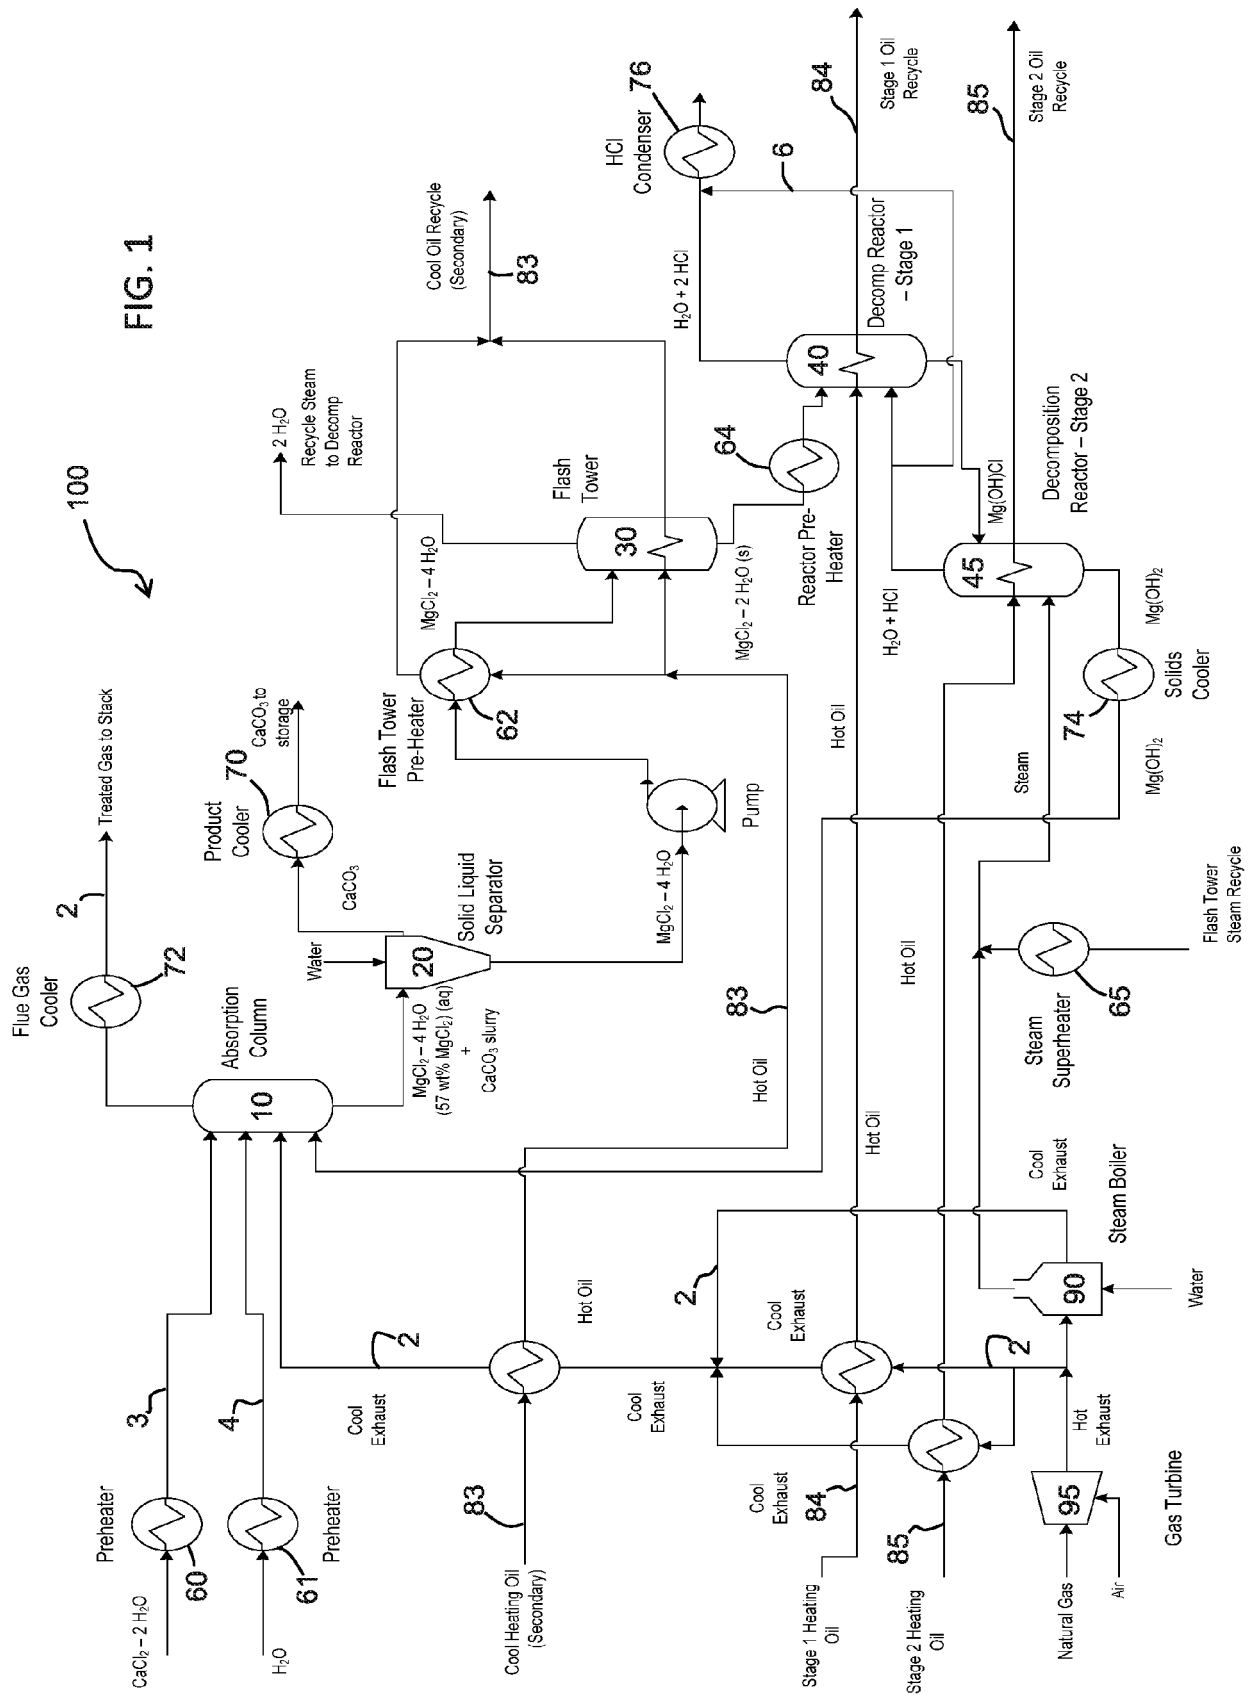 FIG. 1
100
Flue Gas
Cooler
72
2
Treated Gas to Stack
Product
Cooler
70
CaCO₃ to
storage
CaCO₃
Absorption
Column
10
Water
20
Solid Liquid
Separator
MgCl₂ – 4 H₂O
(57 wt% MgCl₂) (aq)
+
CaCO₃ slurry
MgCl₂ – 4 H₂O
Pump
Flash Tower
Pre-Heater
62
MgCl₂ – 4 H₂O
2 H₂O
Recycle Steam
to Decomp
Reactor
Flash
Tower
30
MgCl₂ – 2 H₂O (s)
Cool Oil Recycle
(Secondary)
83
64
Reactor Pre-
Heater
HCl
Condenser
76
H₂O + 2 HCl
6
40
Decomp Reactor
– Stage 1
84
Stage 1 Oil
Recycle
85
Stage 2 Oil
Recycle
Preheater
60
3
CaCl₂ – 2 H₂O
Preheater
61
4
H₂O
Cool
Exhaust
2
Cool Heating Oil
(Secondary)
83
Hot Oil
Hot Oil
83
Cool
Exhaust
2
Cool
Exhaust
Hot Oil
Hot Oil
Stage 1 Heating
Oil
84
Cool
Exhaust
Stage 2 Heating
Oil
85
2
Hot
Exhaust
Hot Oil
H₂O + HCl
Mg(OH)Cl
45
Decomposition
Reactor – Stage 2
Steam
Mg(OH)₂
74
Solids
Cooler
Mg(OH)₂
Natural Gas
Air
95
Gas Turbine
90
Water
Steam Boiler
Cool
Exhaust
Steam
Superheater
65
Flash Tower
Steam Recycle